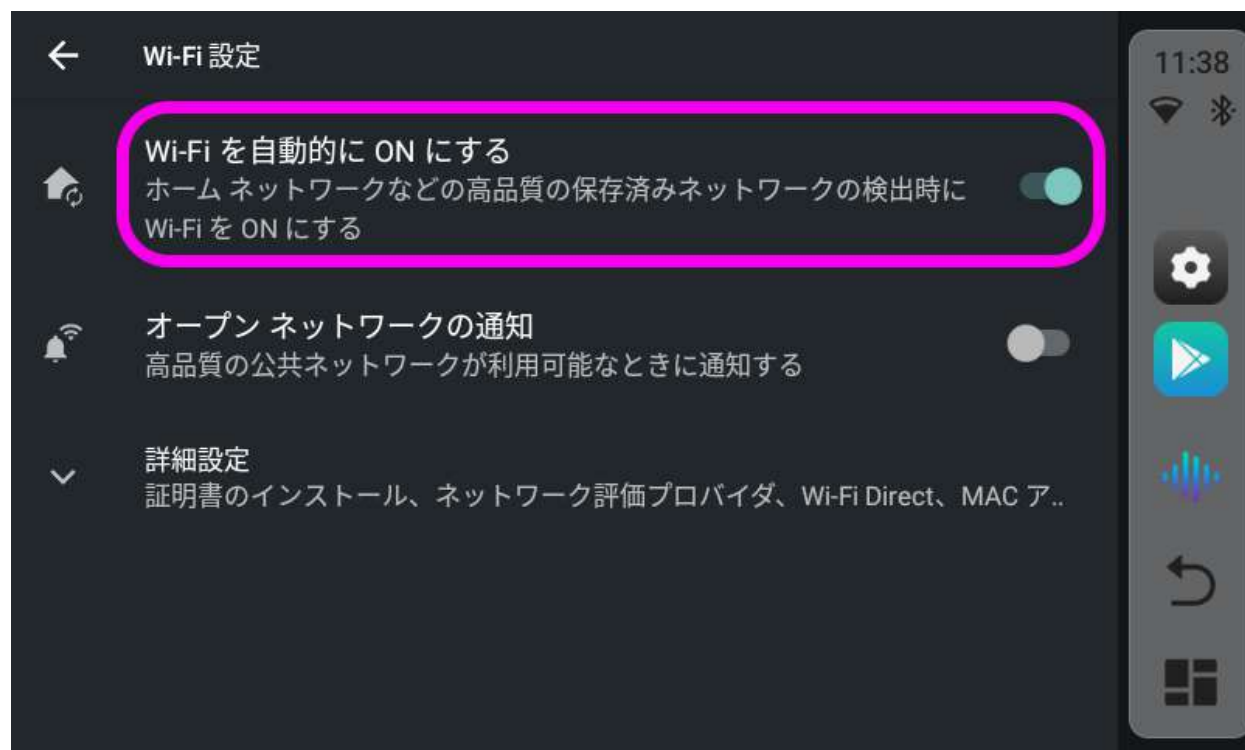 Wi-Fi 設定
11:38
Wi-Fi を自動的に ON にする
ホーム ネットワークなどの高品質の保存済みネットワークの検出時に
Wi-Fi を ON にする
オープン ネットワークの通知
高品質の公共ネットワークが利用可能なときに通知する
詳細設定
証明書のインストール、ネットワーク評価プロバイダ、Wi-Fi Direct、MAC ア..